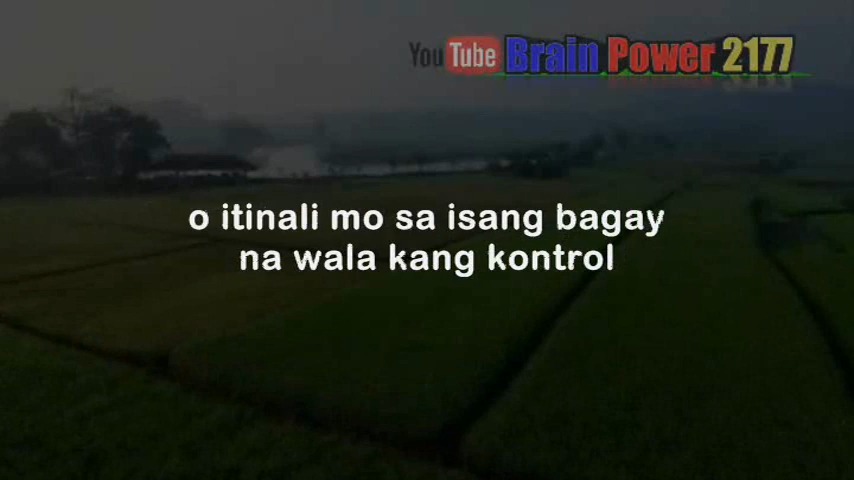 YouTube Brain Power 2177
o itinali mo sa isang bagay
na wala kang kontrol